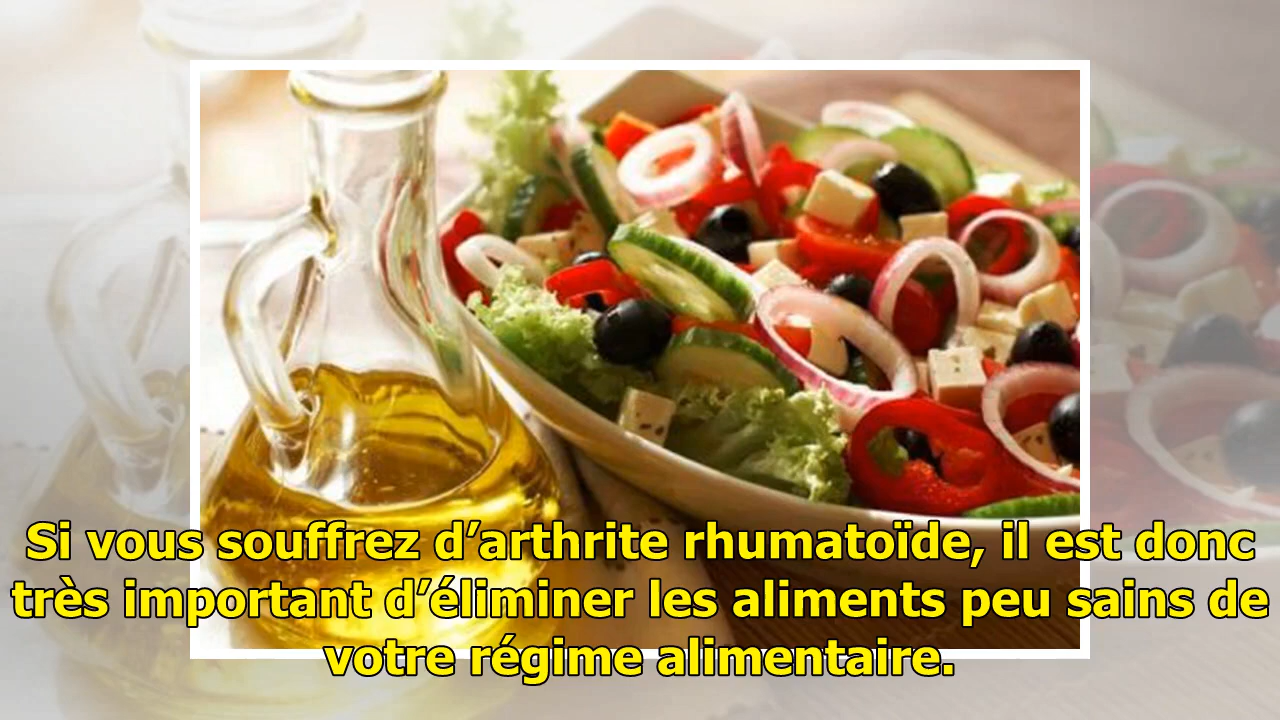 Si vous souffrez d’arthrite rhumatoïde, il est donc
très important d’éliminer les aliments peu sains de
votre régime alimentaire.